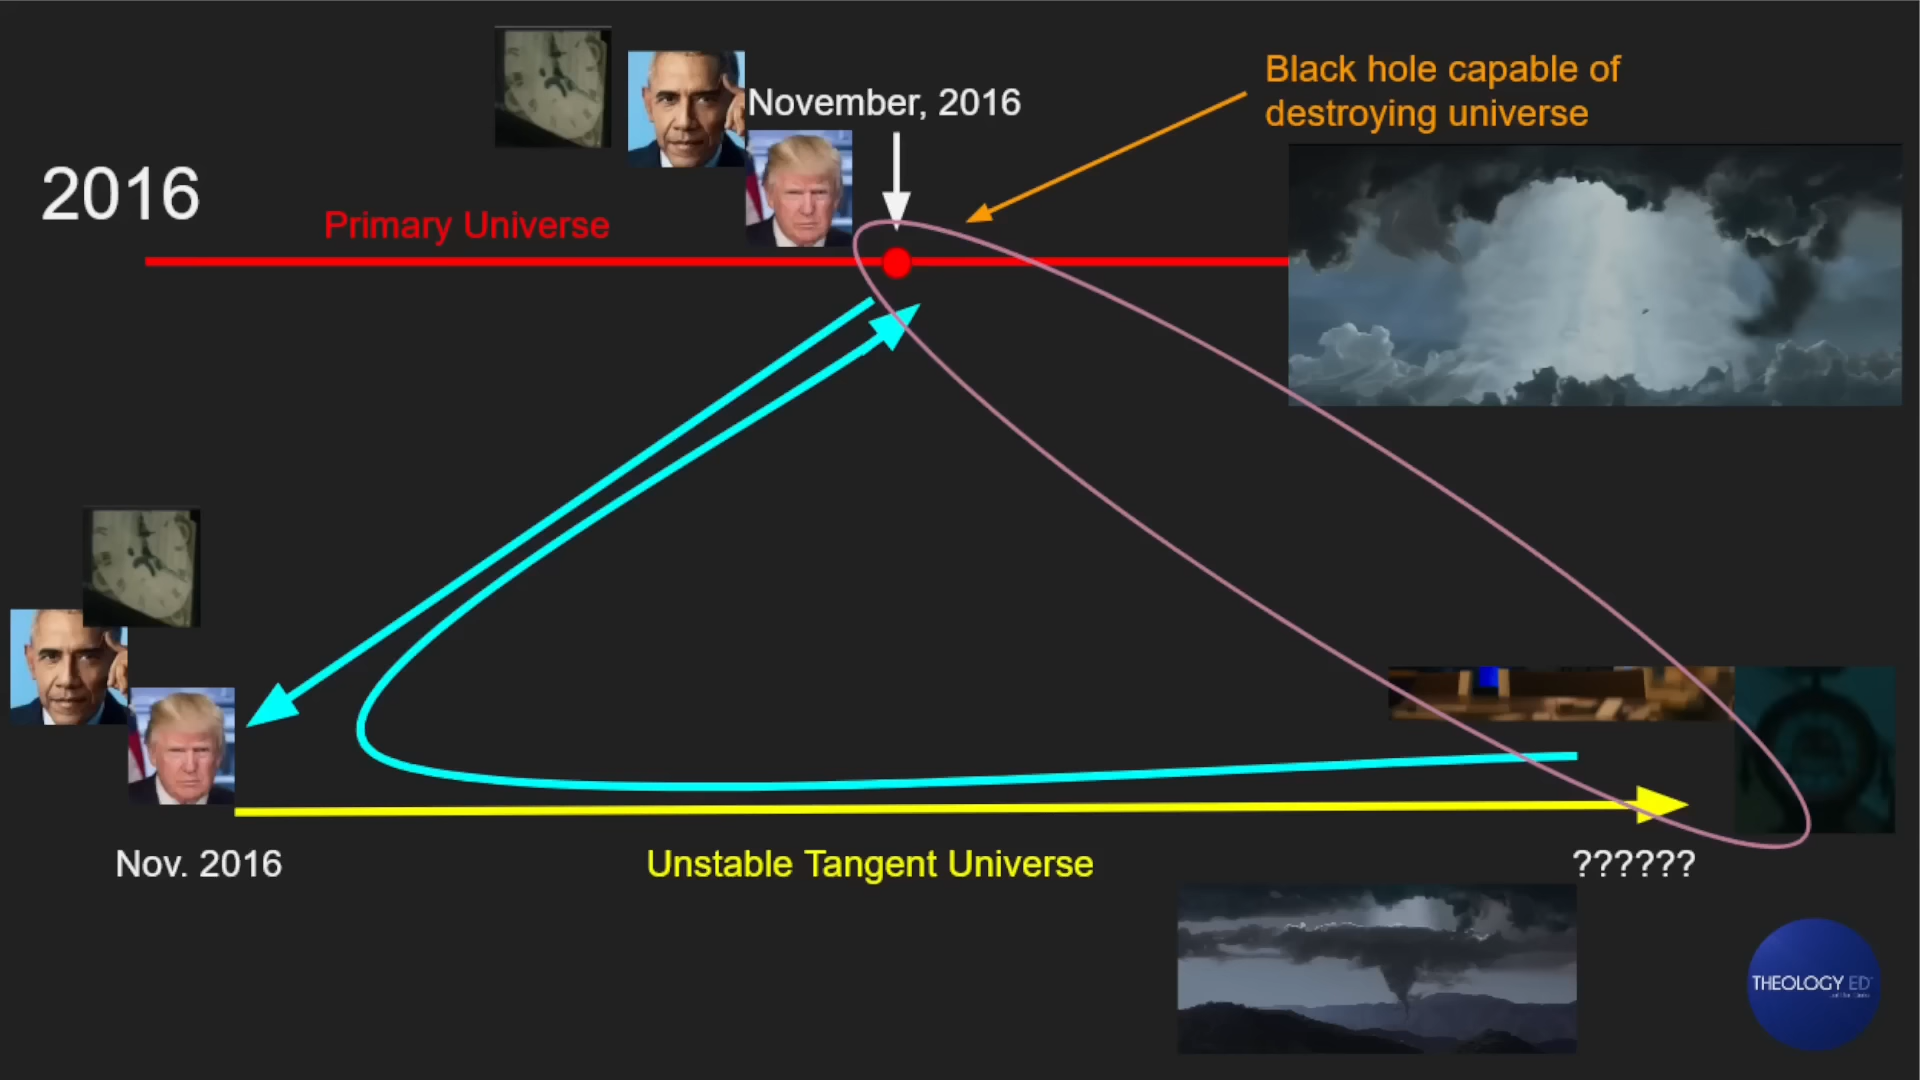 November, 2016
Black hole capable of
destroying universe
2016
Primary Universe
Nov. 2016
Unstable Tangent Universe
??????
THEOLOGY ED